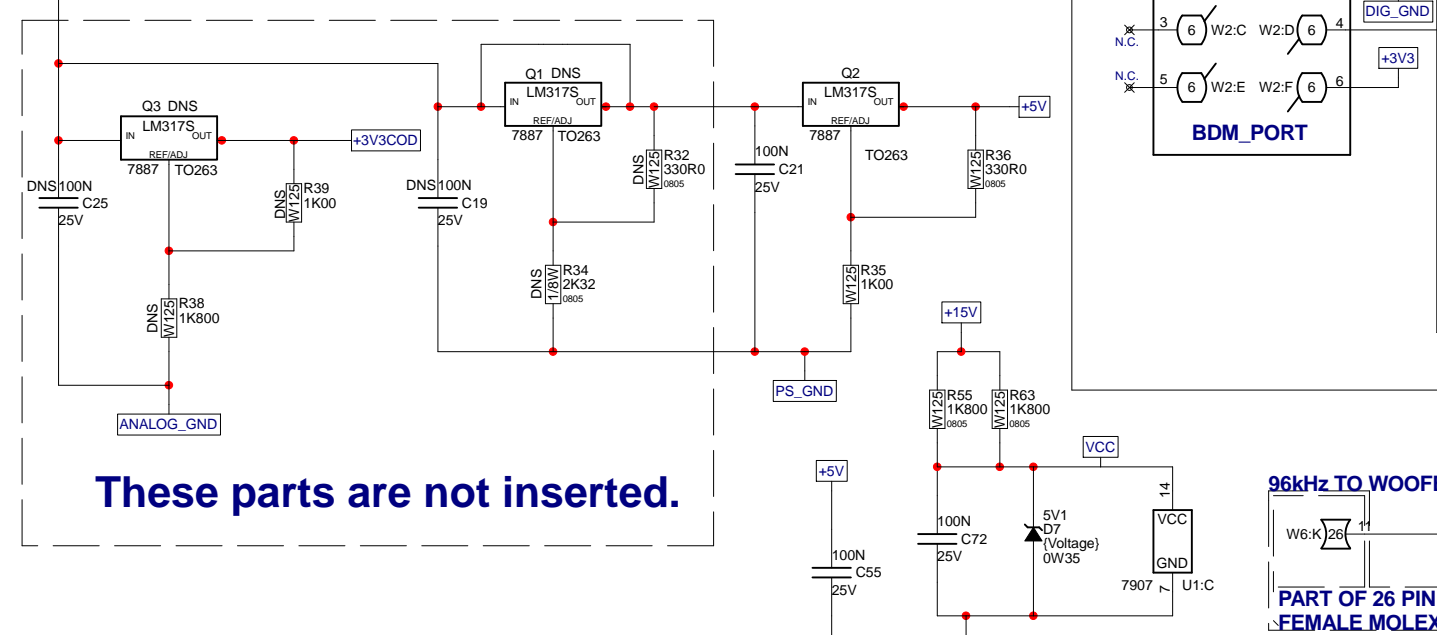 DIG_GND
3
6
W2:C
W2:D
6
4
N.C.
+3V3
N.C.
5
6
W2:E
W2:F
6
6
BDM_PORT
Q3 DNS
LM317S
IN
OUT
REF/ADJ
7887
TO263
+3V3COD
DNS
100N
C25
25V
DNS
W125
R39
1K00
DNS
W125
R38
1K800
ANALOG_GND
Q1 DNS
LM317S
IN
OUT
REF/ADJ
7887
TO263
DNS
100N
C19
25V
DNS
W125
R32
330R0
0805
DNS
1/8W
R34
2K32
0805
Q2
LM317S
IN
OUT
REF/ADJ
7887
TO263
+5V
100N
C21
25V
W125
R36
330R0
0805
W125
R35
1K00
PS_GND
These parts are not inserted.
+15V
W125
R55
1K800
0805
W125
R63
1K800
0805
VCC
+5V
100N
C55
25V
100N
C72
25V
5V1
D7
{Voltage}
0W35
14
VCC
GND
7907
7
U1:C
96kHz TO WOOF
W6:K
26
11
PART OF 26 PIN
FEMALE MOLEX